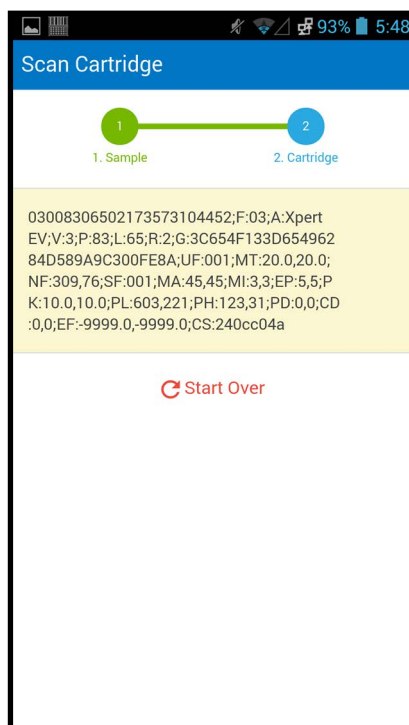 93% 5:48
Scan Cartridge
1 2
1. Sample 2. Cartridge
03008306502173573104452;F:03;A:Xpert
EV;V:3;P:83;L:65;R:2;G:3C654F133D654962
84D589A9C300FE8A;UF:001;MT:20.0,20.0;
NF:309,76;SF:001;MA:45,45;MI:3,3;EP:5,5;P
K:10.0,10.0;PL:603,221;PH:123,31;PD:0,0;CD
:0,0;EF:-9999.0,-9999.0;CS:240cc04a
Start Over